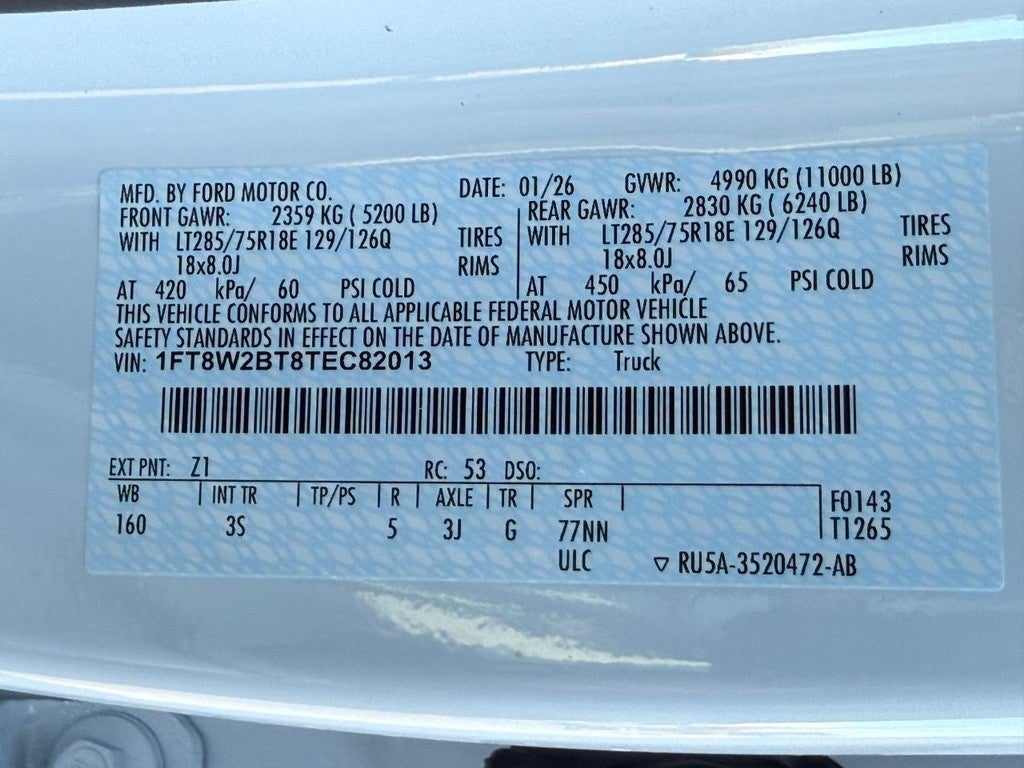 MFD. BY FORD MOTOR CO. DATE: 01/26 GVWR: 4990 KG (11000 LB)
FRONT GAWR: 2359 KG ( 5200 LB) REAR GAWR: 2830 KG ( 6240 LB)
WITH LT285/75R18E 129/126Q TIRES WITH LT285/75R18E 129/126Q TIRES
18x8.0J RIMS 18x8.0J RIMS
AT 420 kPa/ 60 PSI COLD AT 450 kPa/ 65 PSI COLD
THIS VEHICLE CONFORMS TO ALL APPLICABLE FEDERAL MOTOR VEHICLE
SAFETY STANDARDS IN EFFECT ON THE DATE OF MANUFACTURE SHOWN ABOVE.
VIN: 1FT8W2BT8TEC82013 TYPE: Truck
EXT PNT: Z1 RC: 53 DSO:
WB INT TR TP/PS R AXLE TR SPR F0143
160 3S 5 3J G 77NN T1265
ULC ▽ RU5A-3520472-AB